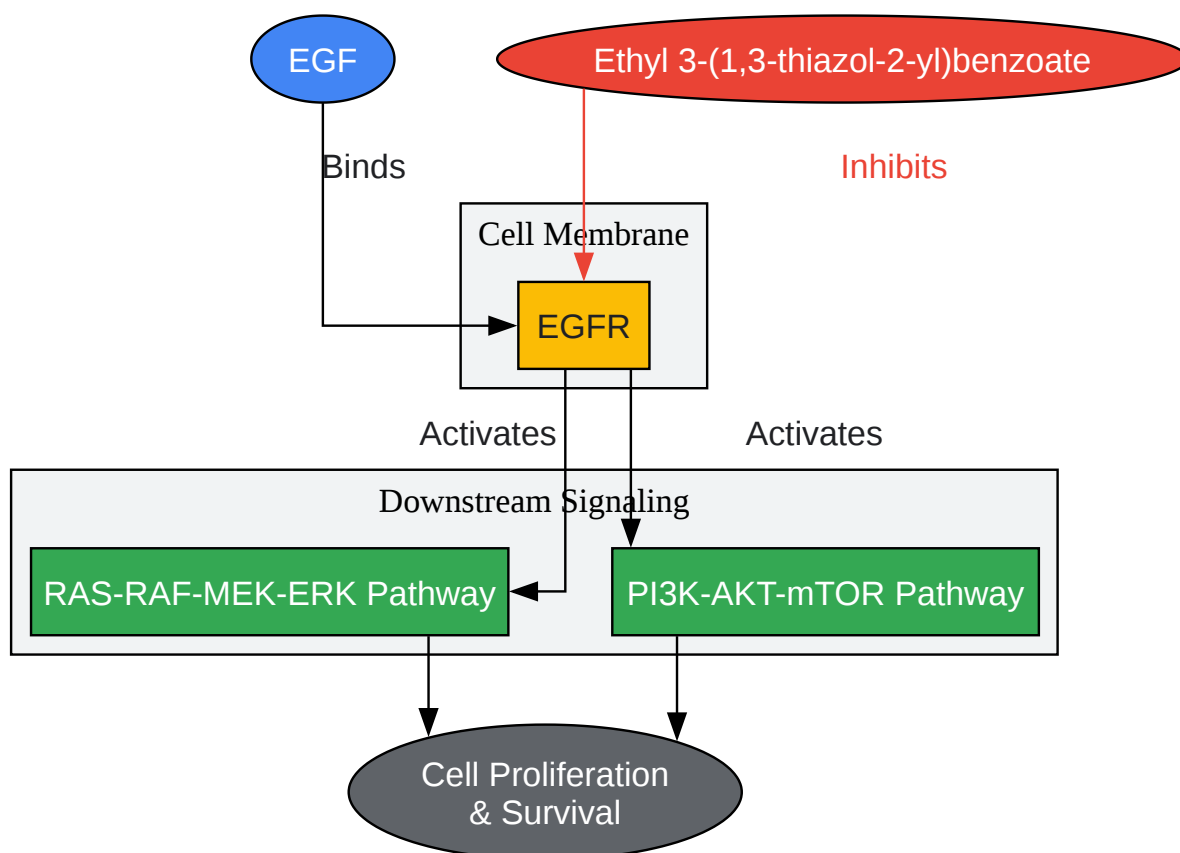 EGF
Ethyl 3-(1,3-thiazol-2-yl)benzoate
Binds
Inhibits
Cell Membrane
EGFR
Activates
Activates
Downstream Signaling
RAS-RAF-MEK-ERK Pathway
PI3K-AKT-mTOR Pathway
Cell Proliferation
& Survival